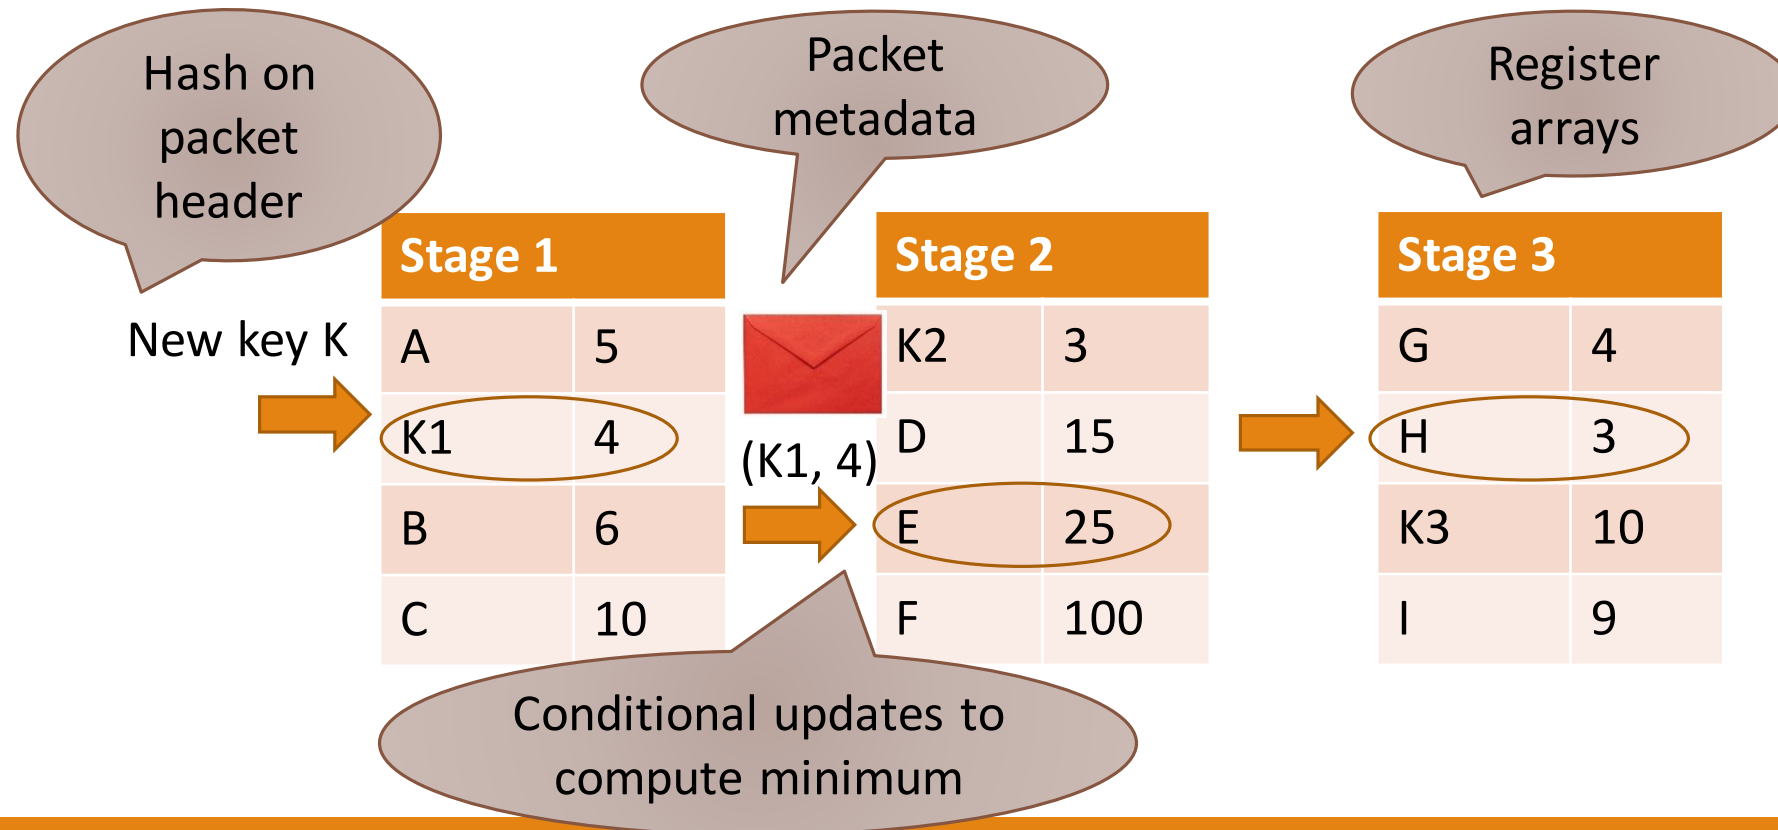 Hash on
packet
header
Packet
metadata
Register
arrays
New key K
Stage 1
A 5
K1 4
B 6
C 10
(K1, 4)
Stage 2
K2 3
D 15
E 25
F 100
Stage 3
G 4
H 3
K3 10
I 9
Conditional updates to
compute minimum